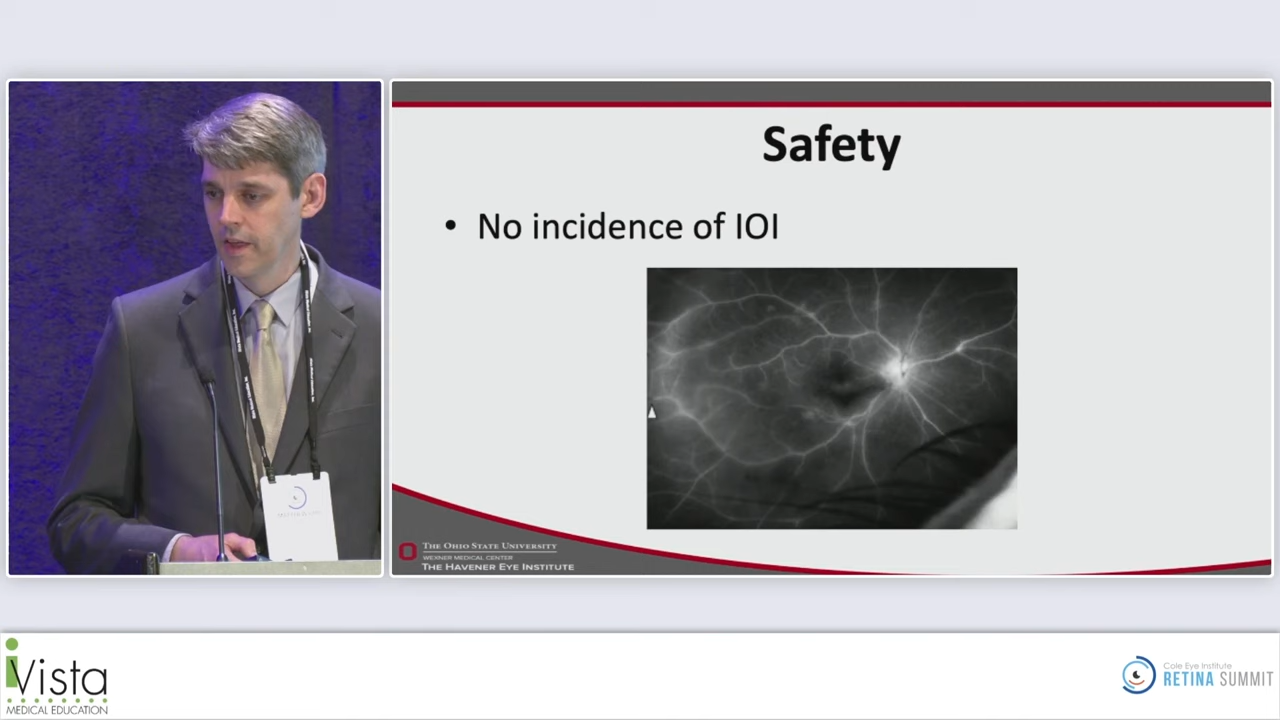 Safety
• No incidence of IOI
THE OHIO STATE UNIVERSITY
WEXNER MEDICAL CENTER
THE HAVENER EYE INSTITUTE
iVista
MEDICAL EDUCATION
Cole Eye Institute
RETINA SUMMIT